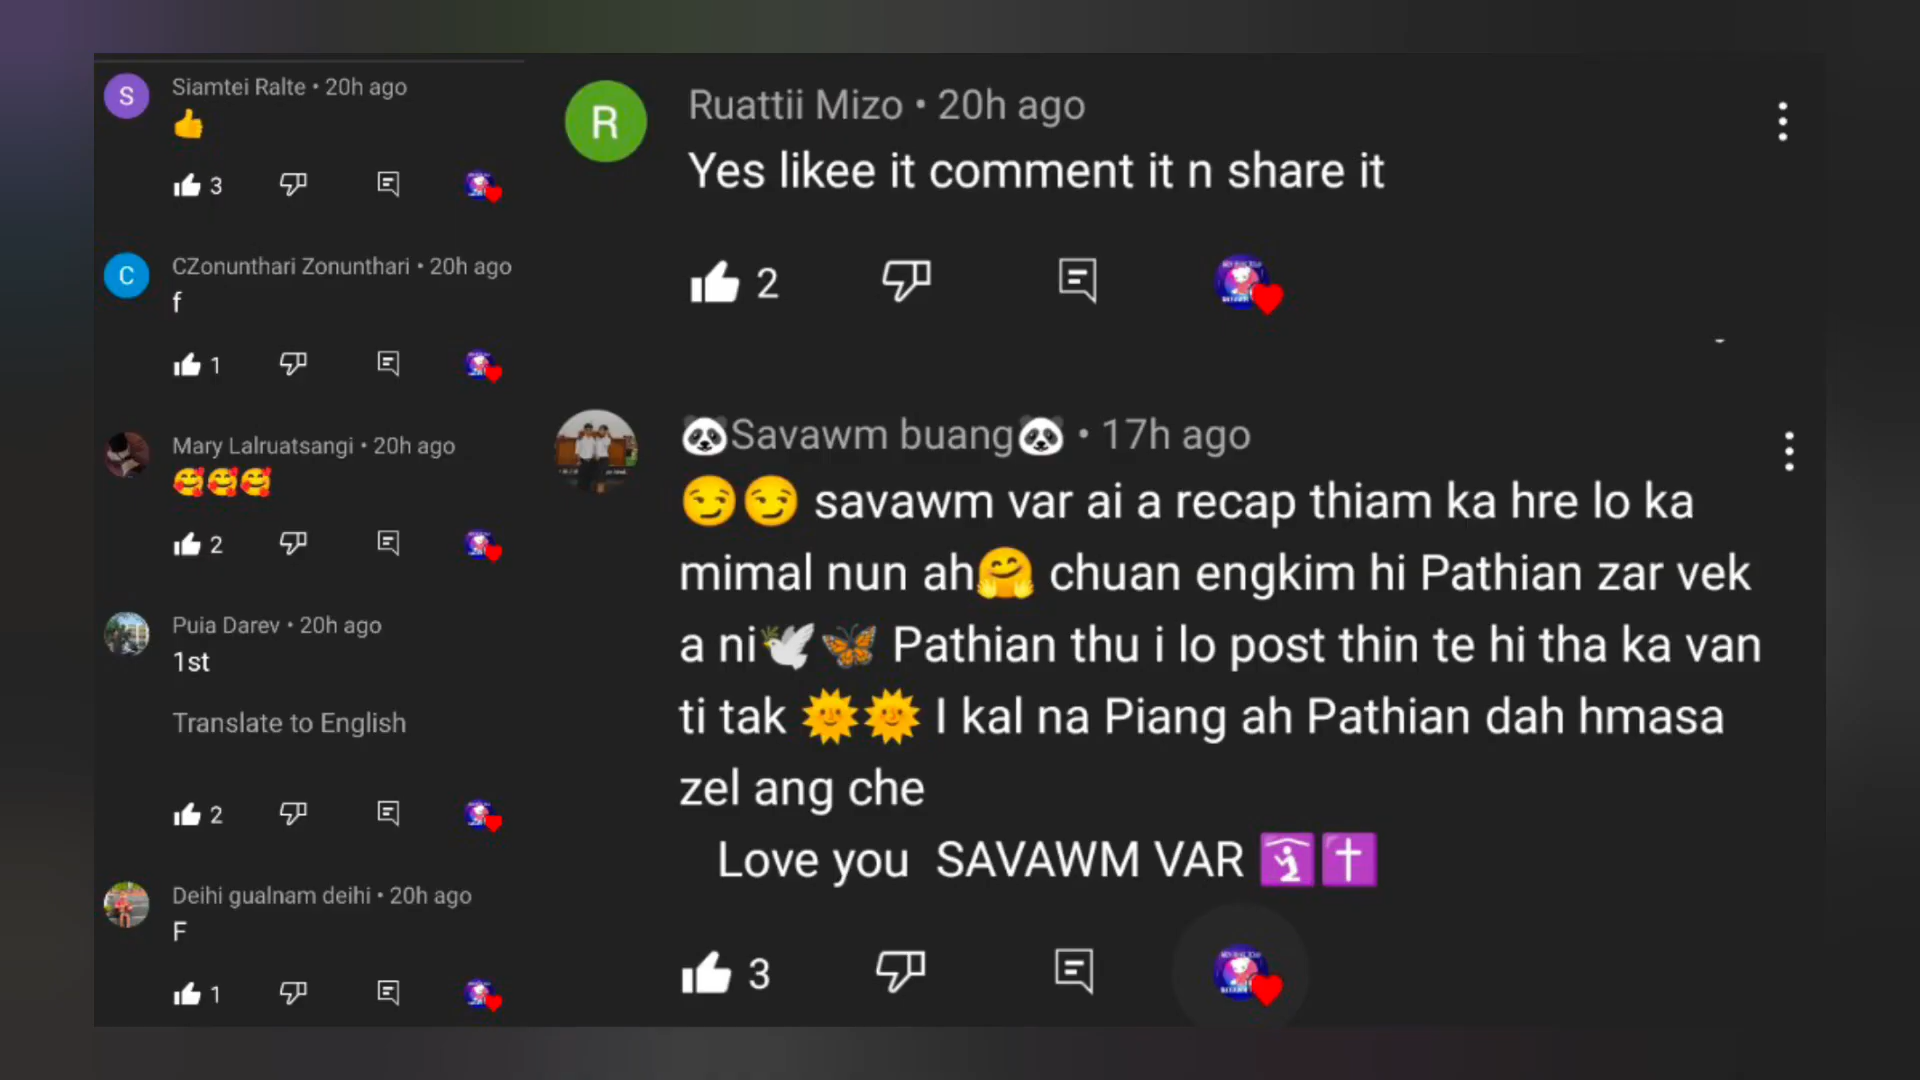 S
Siamtei Ralte • 20h ago
👍
3
C
CZonunthari Zonunthari • 20h ago
f
1
Mary Lalruatsangi • 20h ago
🥰🥰🥰
2
Puia Darev • 20h ago
1st
Translate to English
2
Deihi gualnam deihi • 20h ago
F
1
R
Ruattii Mizo • 20h ago
Yes likee it comment it n share it
2
🐼Savawm buang🐼 • 17h ago
😏😏 savawm var ai a recap thiam ka hre lo ka
mimal nun ah🤗 chuan engkim hi Pathian zar vek
a ni🕊️🦋 Pathian thu i lo post thin te hi tha ka van
ti tak 🌞🌞 I kal na Piang ah Pathian dah hmasa
zel ang che
Love you SAVAWM VAR 🛐✝️
3